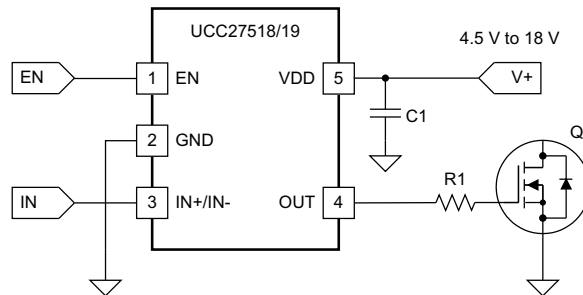 UCC27518/19
4.5 V to 18 V
EN
1
EN
VDD
5
V+
C1
2
GND
Q
IN
3
IN+/IN-
OUT
4
R1